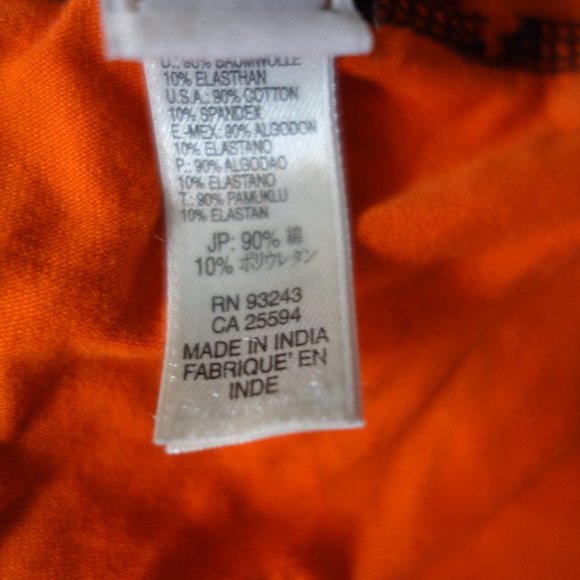 U.: 90% BAUMWOLLE
10% ELASTHAN
U.S.A.: 90% COTTON
10% SPANDEX
E.-MEX.: 90% ALGODON
10% ELASTANO
P.: 90% ALGODAO
10% ELASTANO
T.: 90% PAMUKLU
10% ELASTAN
JP: 90% 綿
10% ポリウレタン
RN 93243
CA 25594
MADE IN INDIA
FABRIQUE' EN
INDE